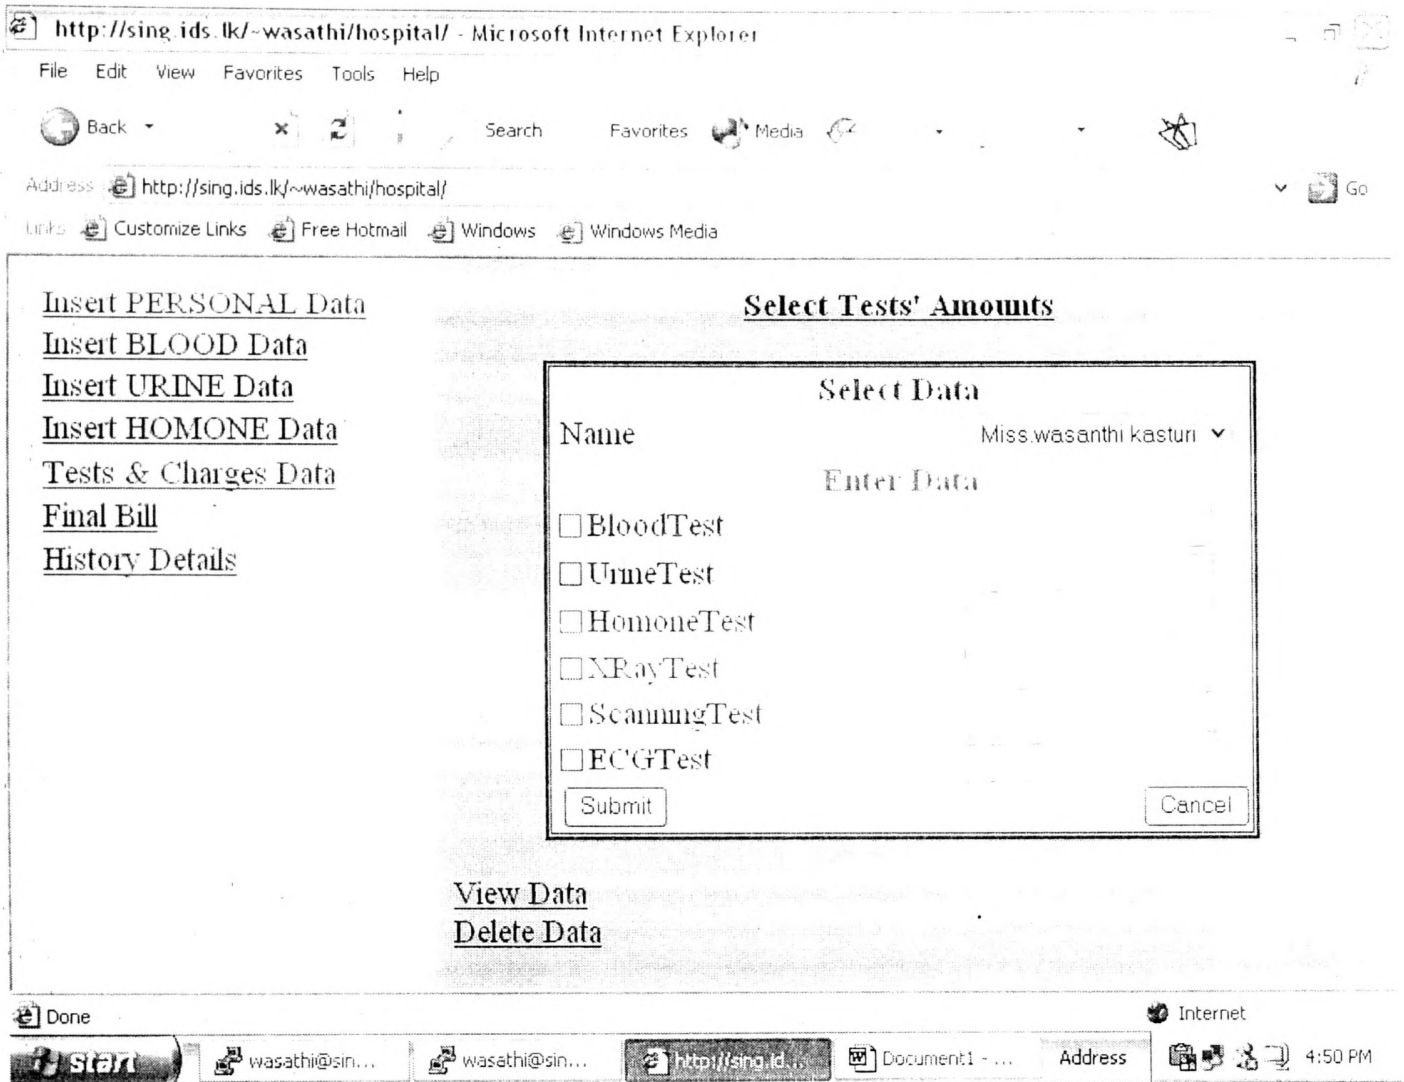 http://sing.ids.lk/~wasathi/hospital/ - Microsoft Internet Explorer
File Edit View Favorites Tools Help
Back Search Favorites Media
Address http://sing.ids.lk/~wasathi/hospital/ Go
Links Customize Links Free Hotmail Windows Windows Media
Insert PERSONAL Data
Insert BLOOD Data
Insert URINE Data
Insert HOMONE Data
Tests & Charges Data
Final Bill
History Details
Select Tests' Amounts
Select Data
Name Miss.wasanthi kasturi
Enter Data
BloodTest
UrineTest
HomoneTest
XRayTest
ScanningTest
ECGTest
Submit Cancel
View Data
Delete Data
Done Internet
start wasathi@sin... wasathi@sin... http://sing.id... Document1 - ... Address 4:50 PM